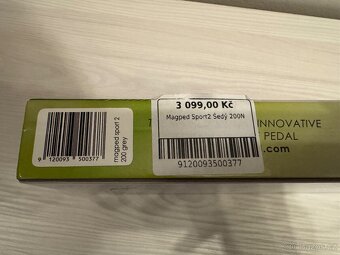 magped sport 2
200 grey
9 120093 500377
3 099,00 Kč
Magped Sport2 Šedý 200N
9120093500377
INNOVATIVE
PEDAL
.com